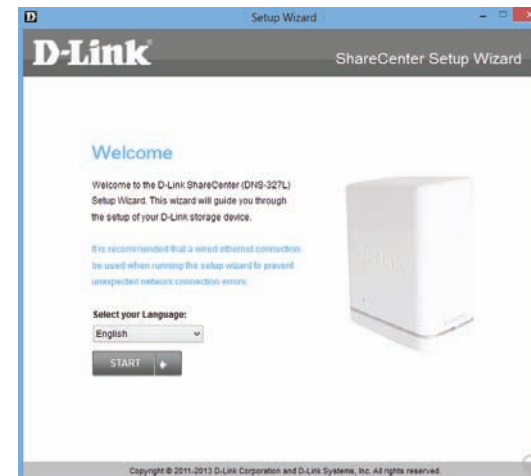 Setup Wizard
D-Link
ShareCenter Setup Wizard
Welcome
Welcome to the D-Link ShareCenter (DNS-327L)
Setup Wizard. This wizard will guide you through
the setup of your D-Link storage device.
It is recommended that a wired ethernet connection
be used when running the setup wizard to prevent
unexpected network connection errors.
Select your Language:
English
START
Copyright © 2011-2013 D-Link Corporation and D-Link Systems, Inc. All rights reserved.